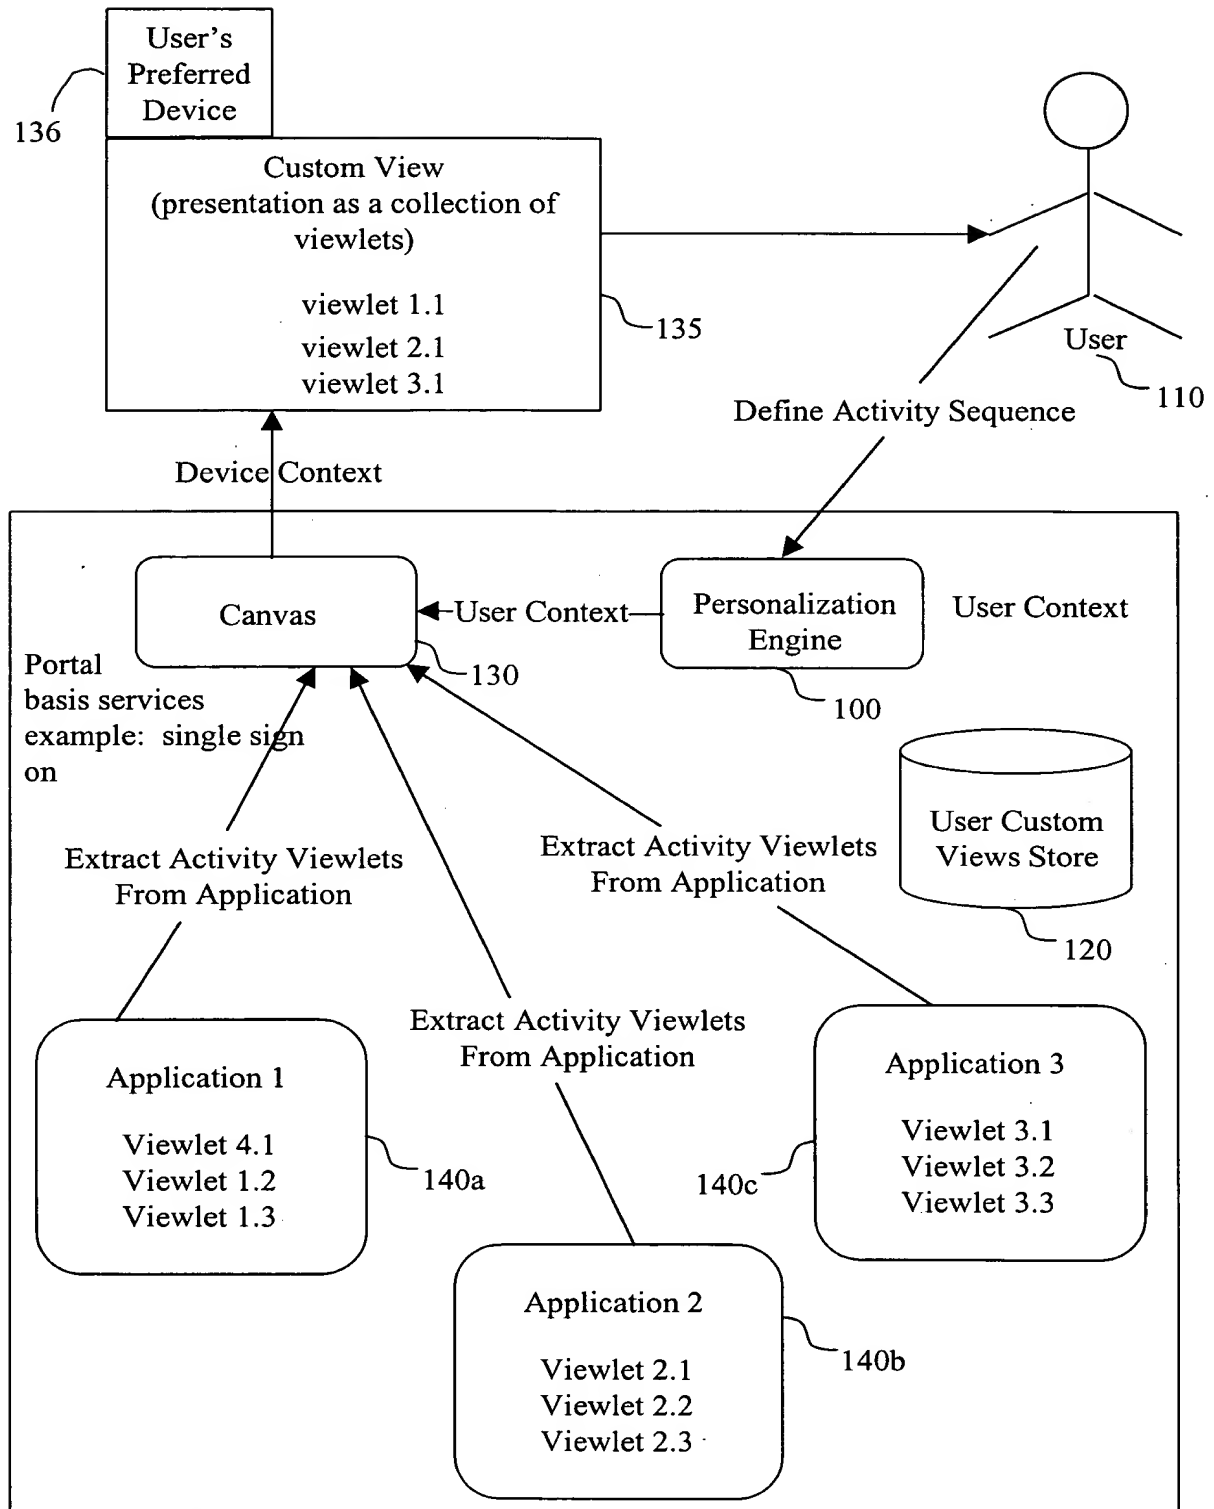 User's
Preferred
Device
136
Custom View
(presentation as a collection of
viewlets)
viewlet 1.1
viewlet 2.1
viewlet 3.1
135
User
110
Define Activity Sequence
Device Context
Canvas
130
User Context
Personalization
Engine
100
User Context
Portal
basis services
example: single sign
on
User Custom
Views Store
120
Extract Activity Viewlets
From Application
Extract Activity Viewlets
From Application
Extract Activity Viewlets
From Application
Application 1
Viewlet 4.1
Viewlet 1.2
Viewlet 1.3
140a
Application 3
Viewlet 3.1
Viewlet 3.2
Viewlet 3.3
140c
Application 2
Viewlet 2.1
Viewlet 2.2
Viewlet 2.3
140b